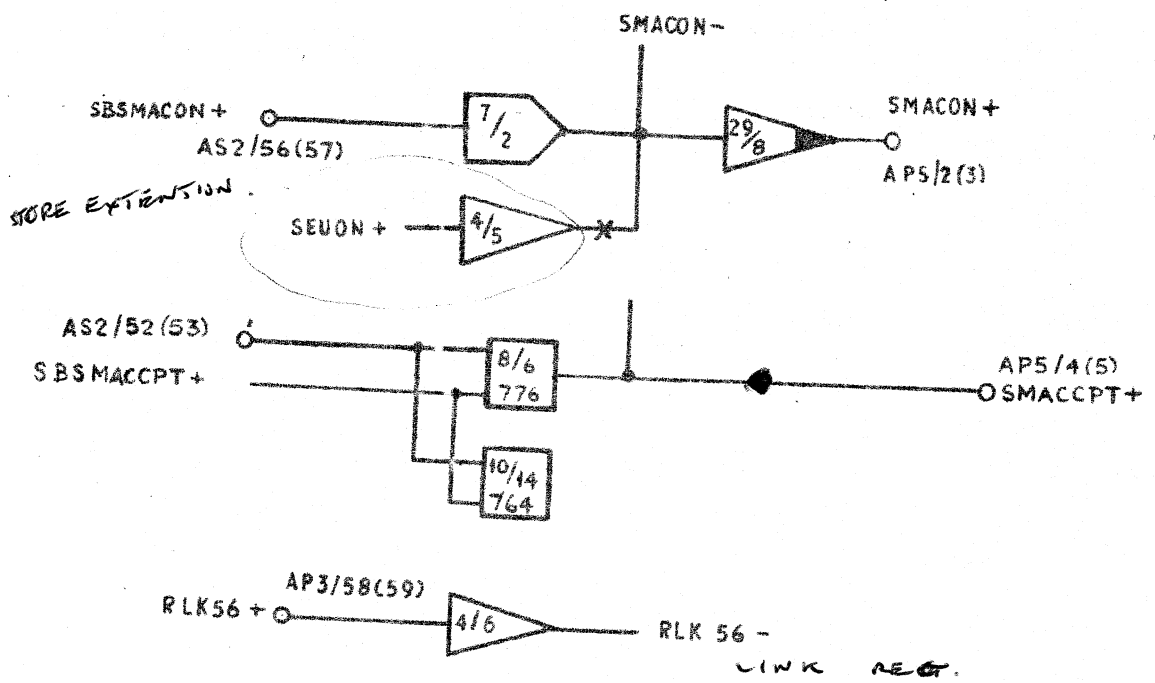 SMACON-
SBSMACON+
7/2
29/8
SMACON+
AS2/56(57)
AP5/2(3)
STORE EXTENSION.
SEUON+
4/5
AS2/52(53)
SBSMACCPT+
8/6
776
AP5/4(5)
SMACCPT+
10/14
764
AP3/58(59)
RLK56+
4/6
RLK 56-
LINK